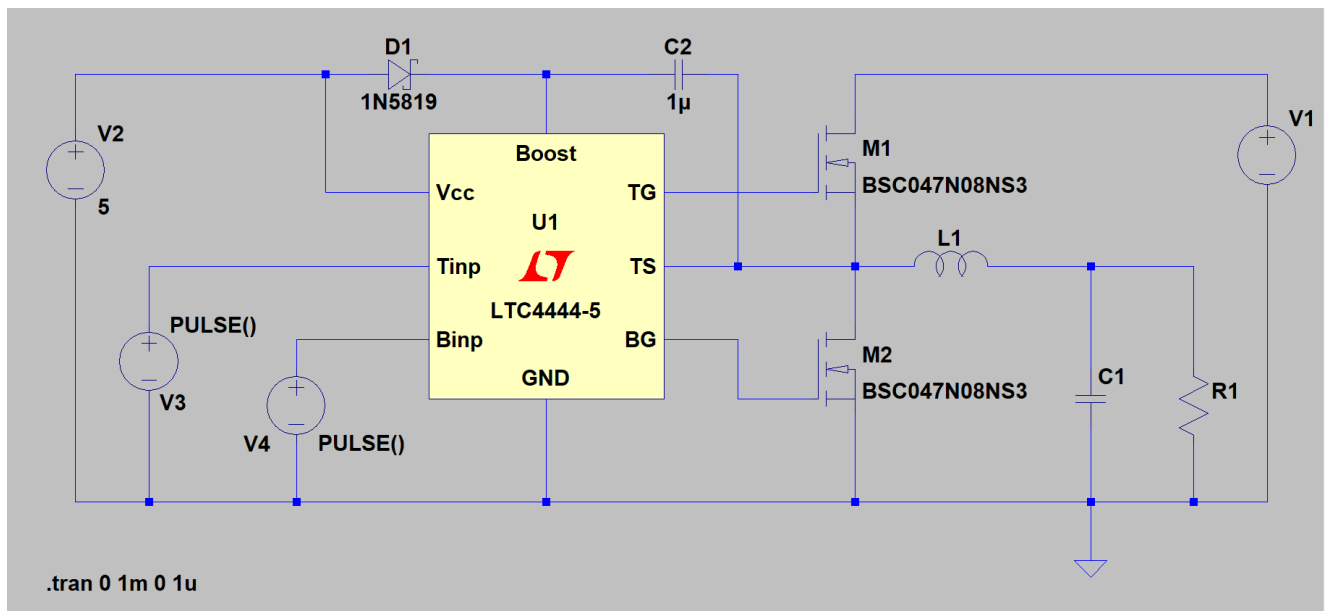 D1
C2
1N5819
1µ
V2
V1
5
Boost
M1
BSC047N08NS3
Vcc
TG
U1
L1
Tinp
TS
LTC4444-5
PULSE()
Binp
BG
M2
GND
C1
BSC047N08NS3
R1
V3
V4
PULSE()
.tran 0 1m 0 1u